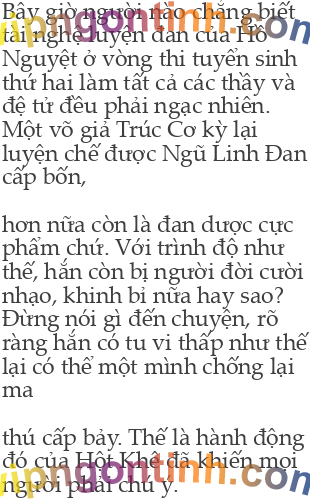 Bây giờ người nào chẳng biết
tài nghệ luyện đan của Hồ
Nguyệt ở vòng thi tuyển sinh
thứ hai làm tất cả các thầy và
đệ tử đều phải ngạc nhiên.
Một võ giả Trúc Cơ kỳ lại
luyện chế được Ngũ Linh Đan
cấp bốn,
hơn nữa còn là đan dược cực
phẩm chứ. Với trình độ như
thế, hắn còn bị người đời cười
nhạo, khinh bỉ nữa hay sao?
Đừng nói gì đến chuyện, rõ
ràng hắn có tu vi thấp như thế
lại có thể một mình chống lại
ma
thú cấp bảy. Thế là hành động
đó của Hột Khê đã khiến mọi
người phải chú ý.
vipngontinh.com
vipngontinh.com